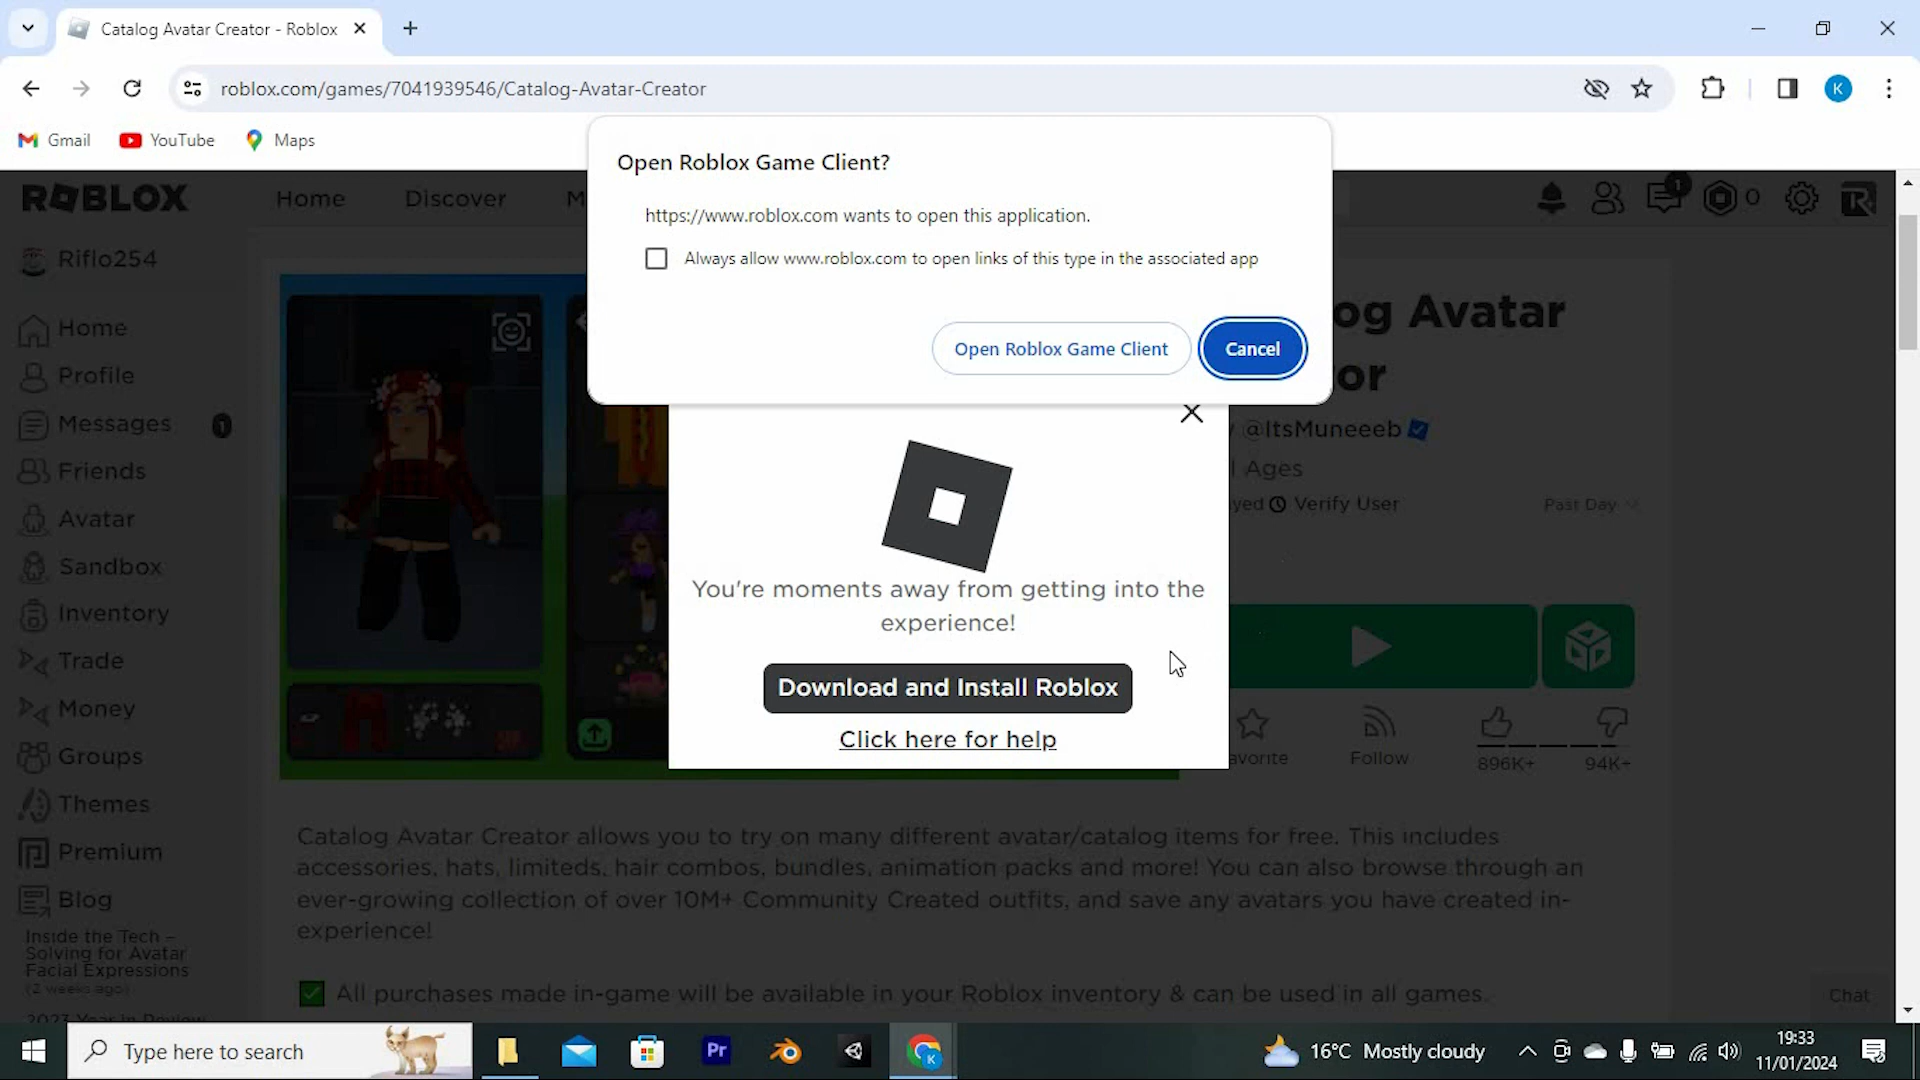 Catalog Avatar Creator - Roblox
roblox.com/games/7041939546/Catalog-Avatar-Creator
K
Gmail
YouTube
Maps
Open Roblox Game Client?
https://www.roblox.com wants to open this application.
Always allow www.roblox.com to open links of this type in the associated app
Open Roblox Game Client
Cancel
ROBLOX
Home
Discover
M
1
0
Riflo254
Home
Profile
Messages
1
Friends
Avatar
Sandbox
Inventory
Trade
Money
Groups
Themes
Premium
Blog
Inside the Tech –
Solving for Avatar
Facial Expressions
(2 weeks ago)
2023 Year in Review
og Avatar
or
@ItsMuneeeb
l Ages
yed Verify User
Past Day
You're moments away from getting into the
experience!
Download and Install Roblox
Click here for help
avorite
Follow
896K+
94K+
Catalog Avatar Creator allows you to try on many different avatar/catalog items for free. This includes
accessories, hats, limiteds, hair combos, bundles, animation packs and more! You can also browse through an
ever-growing collection of over 10M+ Community Created outfits, and save any avatars you have created in-
experience!
All purchases made in-game will be available in your Roblox inventory & can be used in all games.
Chat
Type here to search
Pr
K
16°C Mostly cloudy
19:33
11/01/2024